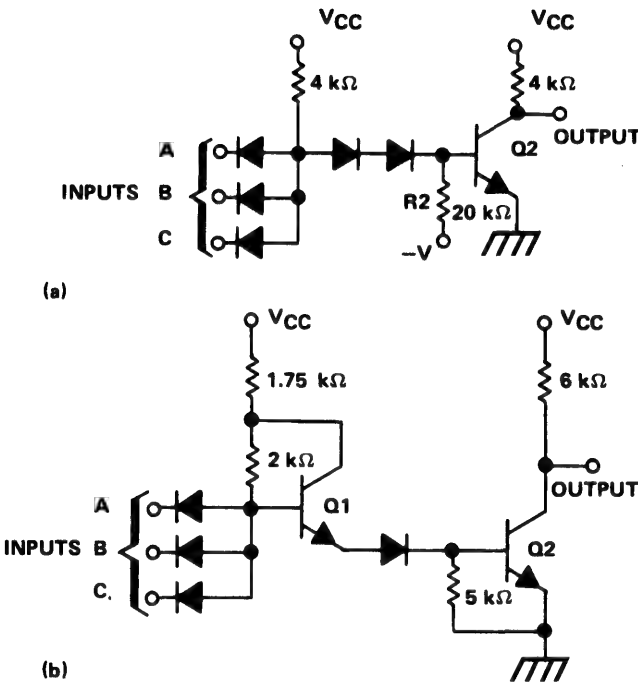 VCC
VCC
4 kΩ
4 kΩ
OUTPUT
A
Q2
INPUTS B
R2
20 kΩ
C
−V
(a)
VCC
VCC
1.75 kΩ
6 kΩ
2 kΩ
A
Q1
OUTPUT
INPUTS B
Q2
C.
5 kΩ
(b)